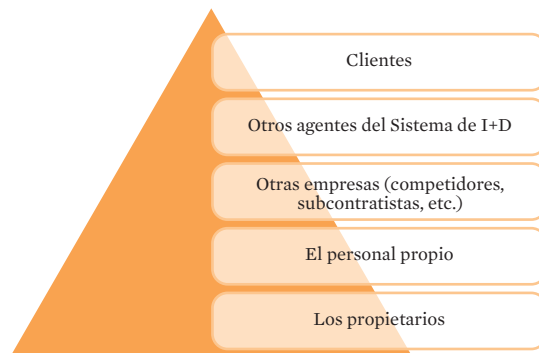 Clientes
Otros agentes del Sistema de I+D
Otras empresas (competidores,
subcontratistas, etc.)
El personal propio
Los propietarios